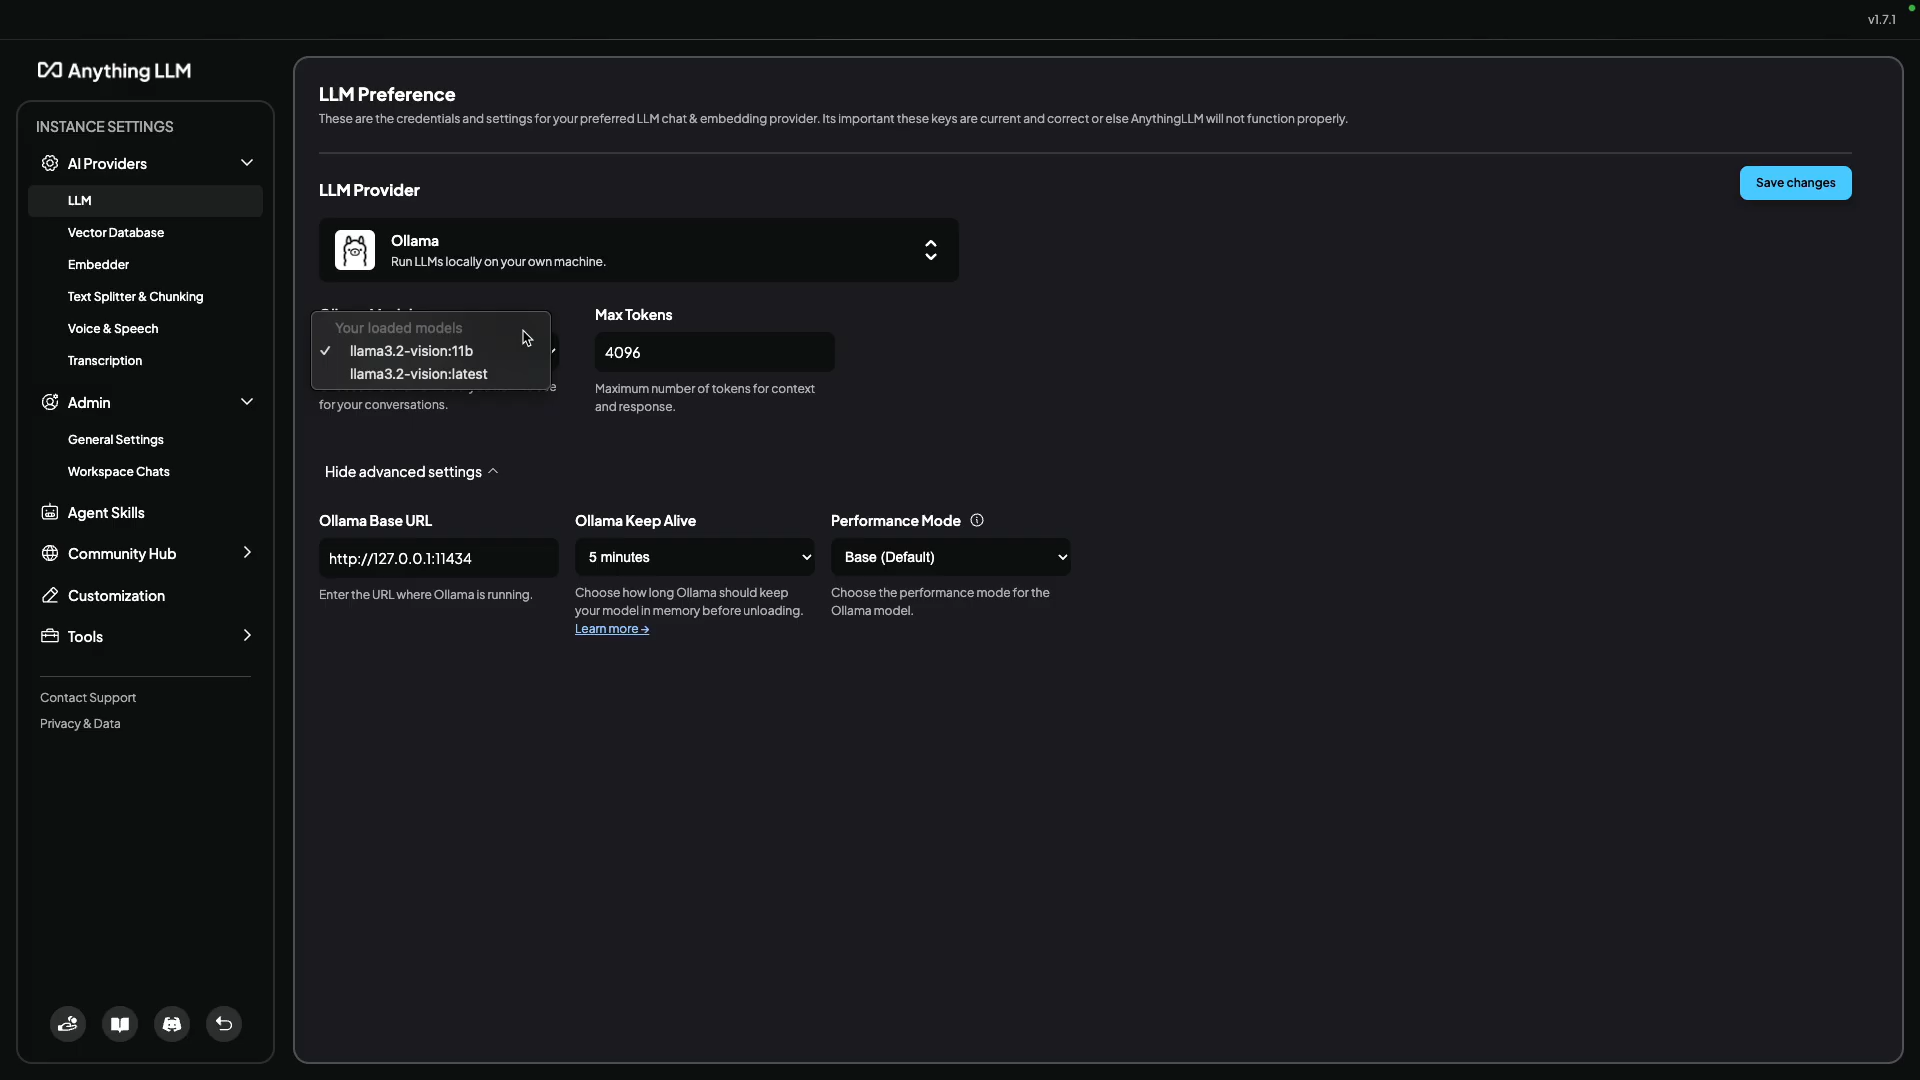 v1.7.1
Anything LLM
INSTANCE SETTINGS
AI Providers
LLM
Vector Database
Embedder
Text Splitter & Chunking
Voice & Speech
Transcription
Admin
General Settings
Workspace Chats
Agent Skills
Community Hub
Customization
Tools
Contact Support
Privacy & Data
LLM Preference
These are the credentials and settings for your preferred LLM chat & embedding provider. Its important these keys are current and correct or else AnythingLLM will not function properly.
Save changes
LLM Provider
Ollama
Run LLMs locally on your own machine.
Your loaded models
llama3.2-vision:11b
llama3.2-vision:latest
for your conversations.
Max Tokens
4096
Maximum number of tokens for context
and response.
Hide advanced settings
Ollama Base URL
http://127.0.0.1:11434
Enter the URL where Ollama is running.
Ollama Keep Alive
5 minutes
Choose how long Ollama should keep
your model in memory before unloading.
Learn more →
Performance Mode
Base (Default)
Choose the performance mode for the
Ollama model.